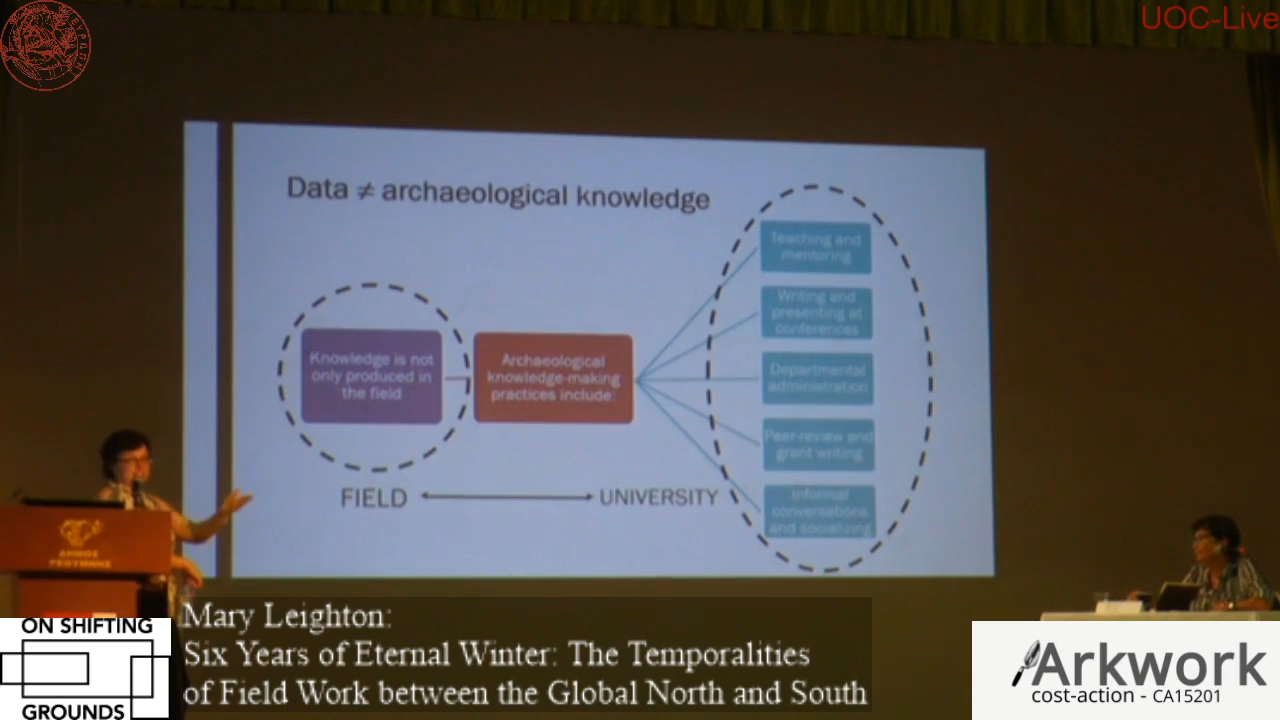 UOC-Live
Data ≠ archaeological knowledge
Knowledge is not
only produced in
the field
Archaeological
knowledge-making
practices include:
Teaching and
mentoring
Writing and
presenting at
conferences
Departmental
administration
Peer-review and
grant writing
Informal
conversations
and socialising
FIELD
UNIVERSITY
ΔΗΜΟΣ
ΡΕΘΥΜΝΗΣ
ON SHIFTING
GROUNDS
Mary Leighton:
Six Years of Eternal Winter: The Temporalities
of Field Work between the Global North and South
Arkwork
cost-action - CA15201